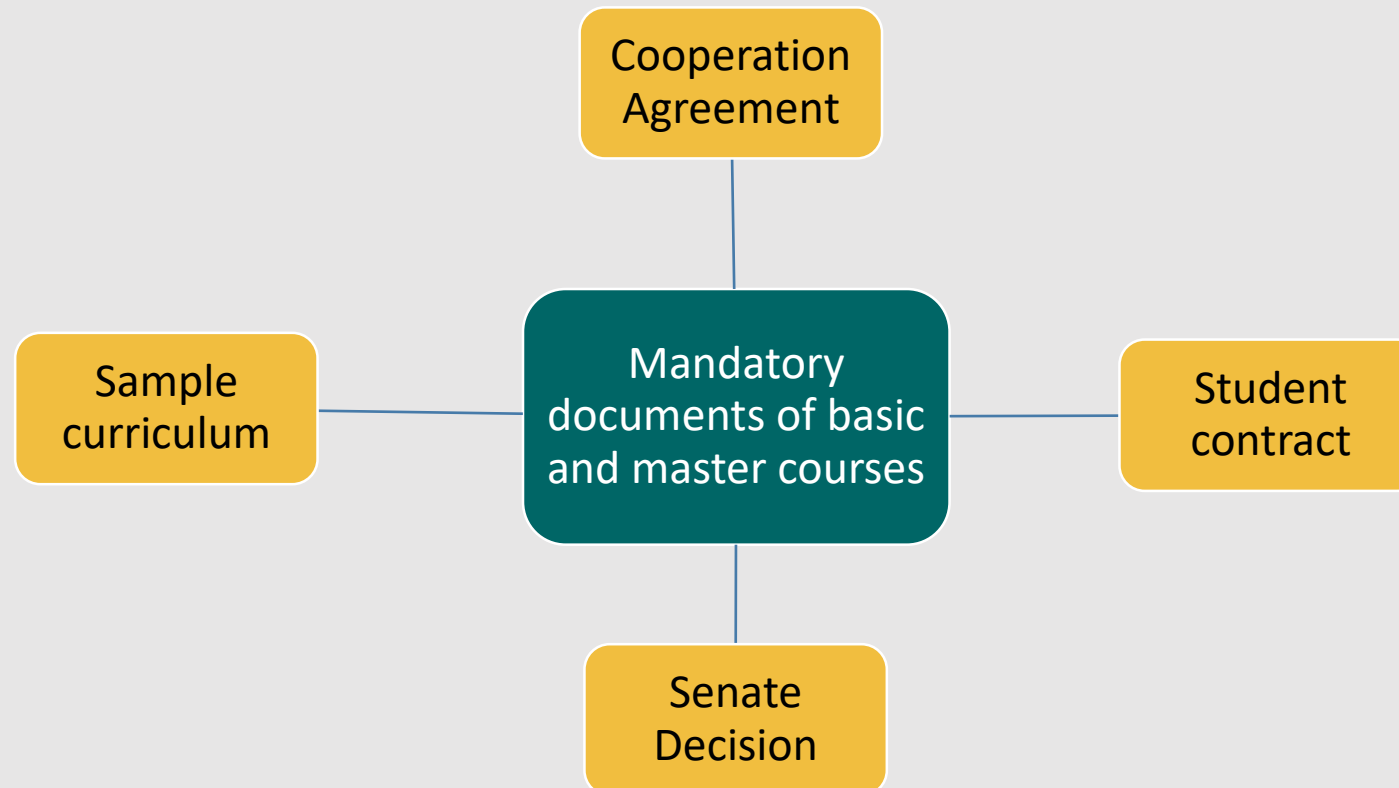 Cooperation
Agreement
Sample
curriculum
Mandatory
documents of basic
and master courses
Student
contract
Senate
Decision